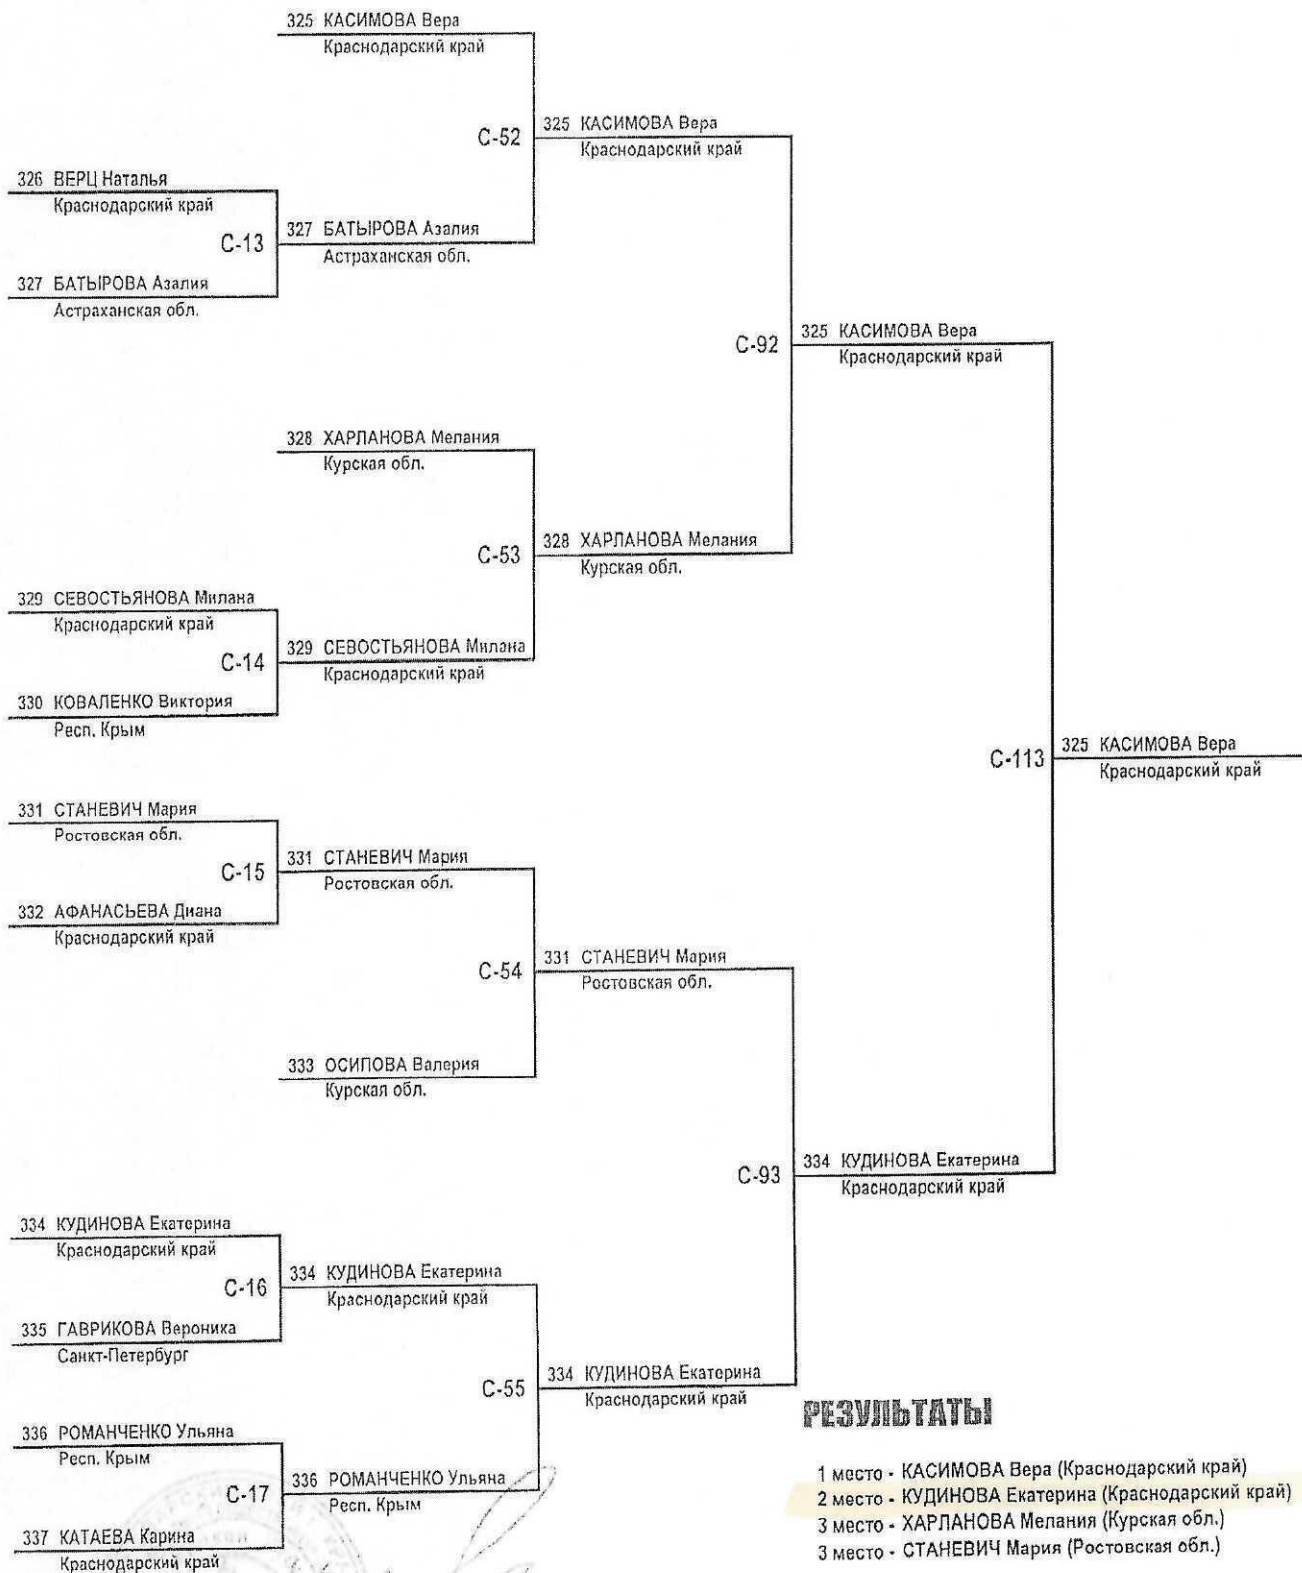 325 КАСИМОВА Вера
Краснодарский край
С-52
325 КАСИМОВА Вера
Краснодарский край
326 ВЕРЦ Наталья
Краснодарский край
С-13
327 БАТЫРОВА Азалия
Астраханская обл.
327 БАТЫРОВА Азалия
Астраханская обл.
С-92
325 КАСИМОВА Вера
Краснодарский край
328 ХАРЛАНОВА Мелания
Курская обл.
С-53
328 ХАРЛАНОВА Мелания
Курская обл.
329 СЕВОСТЬЯНОВА Милана
Краснодарский край
С-14
329 СЕВОСТЬЯНОВА Милана
Краснодарский край
330 КОВАЛЕНКО Виктория
Респ. Крым
С-113
325 КАСИМОВА Вера
Краснодарский край
331 СТАНЕВИЧ Мария
Ростовская обл.
С-15
331 СТАНЕВИЧ Мария
Ростовская обл.
332 АФАНАСЬЕВА Диана
Краснодарский край
С-54
331 СТАНЕВИЧ Мария
Ростовская обл.
333 ОСИПОВА Валерия
Курская обл.
С-93
334 КУДИНОВА Екатерина
Краснодарский край
334 КУДИНОВА Екатерина
Краснодарский край
С-16
334 КУДИНОВА Екатерина
Краснодарский край
335 ГАВРИКОВА Вероника
Санкт-Петербург
С-55
334 КУДИНОВА Екатерина
Краснодарский край
336 РОМАНЧЕНКО Ульяна
Респ. Крым
С-17
336 РОМАНЧЕНКО Ульяна
Респ. Крым
337 КАТАЕВА Карина
Краснодарский край
РЕЗУЛЬТАТЫ
1 место - КАСИМОВА Вера (Краснодарский край)
2 место - КУДИНОВА Екатерина (Краснодарский край)
3 место - ХАРЛАНОВА Мелания (Курская обл.)
3 место - СТАНЕВИЧ Мария (Ростовская обл.)